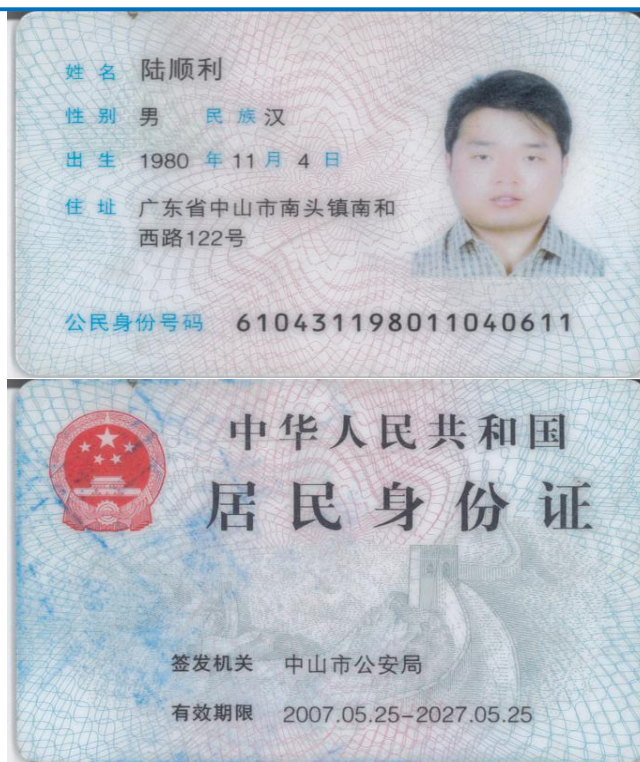 姓 名 陆顺利
性 别 男 民 族 汉
出 生 1980 年 11 月 4 日
住 址 广东省中山市南头镇南和
西路122号
公民身份号码 610431198011040611
中华人民共和国
居民身份证
签发机关 中山市公安局
有效期限 2007.05.25-2027.05.25